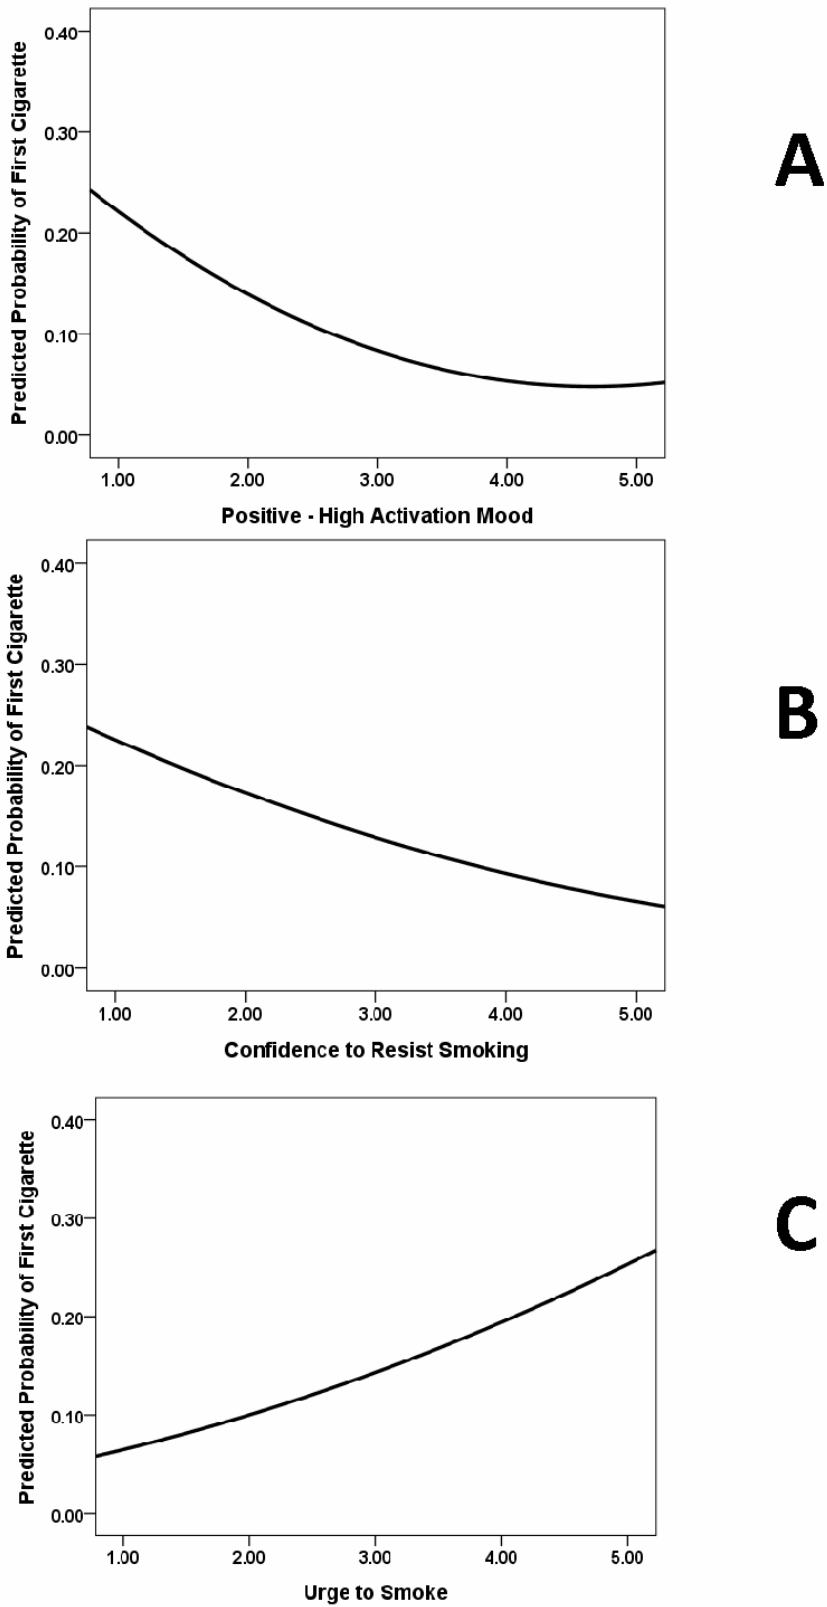 Predicted Probability of First Cigarette
0.40
0.30
0.20
0.10
0.00
1.00 2.00 3.00 4.00 5.00
Positive - High Activation Mood
A
Predicted Probability of First Cigarette
0.40
0.30
0.20
0.10
0.00
1.00 2.00 3.00 4.00 5.00
Confidence to Resist Smoking
B
Predicted Probability of First Cigarette
0.40
0.30
0.20
0.10
0.00
1.00 2.00 3.00 4.00 5.00
Urge to Smoke
C